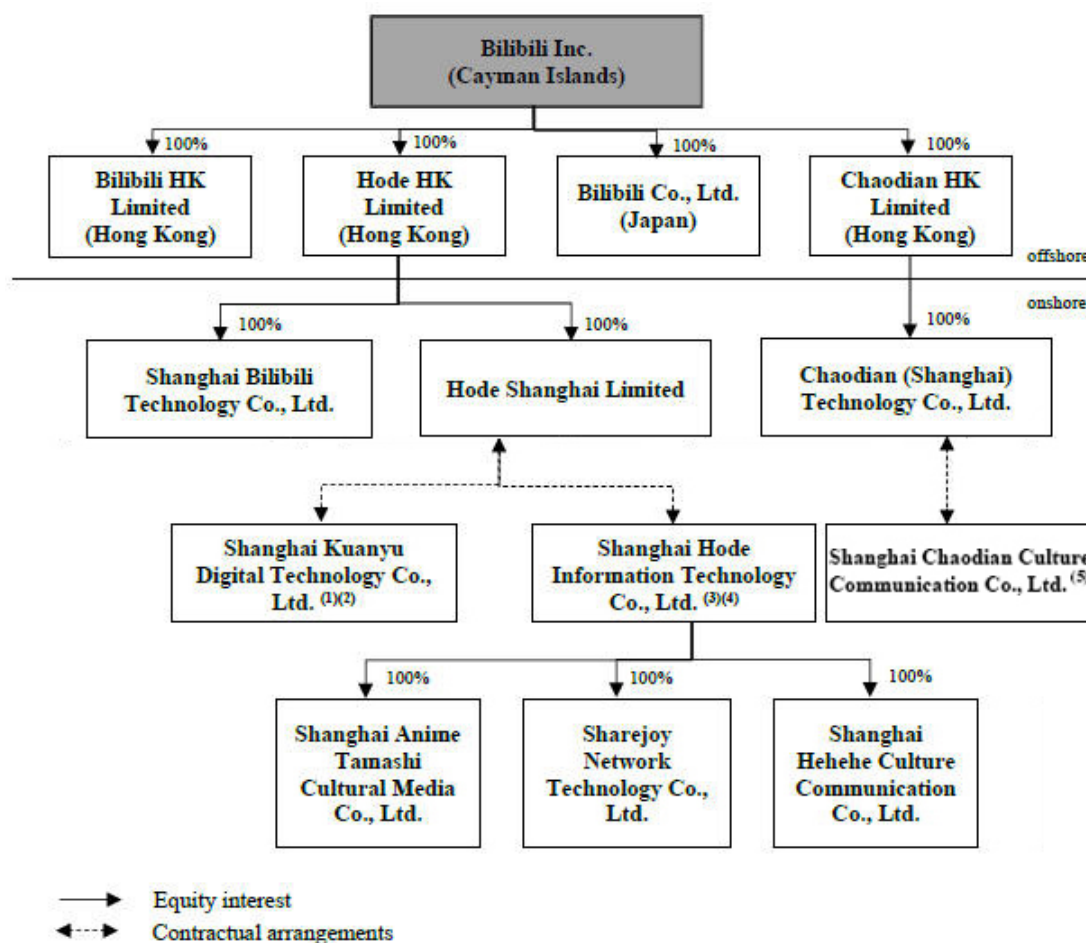 Bilibili Inc.
(Cayman Islands)
100%
100%
100%
100%
Bilibili HK
Limited
(Hong Kong)
Hode HK
Limited
(Hong Kong)
Bilibili Co., Ltd.
(Japan)
Chaodian HK
Limited
(Hong Kong)
offshore
onshore
100%
100%
100%
Shanghai Bilibili
Technology Co., Ltd.
Hode Shanghai Limited
Chaodian (Shanghai)
Technology Co., Ltd.
Shanghai Kuanyu
Digital Technology Co.,
Ltd. (1)(2)
Shanghai Hode
Information Technology
Co., Ltd. (3)(4)
Shanghai Chaodian Culture
Communication Co., Ltd. (5)
100%
100%
100%
Shanghai Anime
Tamashi
Cultural Media
Co., Ltd.
Sharejoy
Network
Technology Co.,
Ltd.
Shanghai
Hehehe Culture
Communication
Co., Ltd.
Equity interest
Contractual arrangements